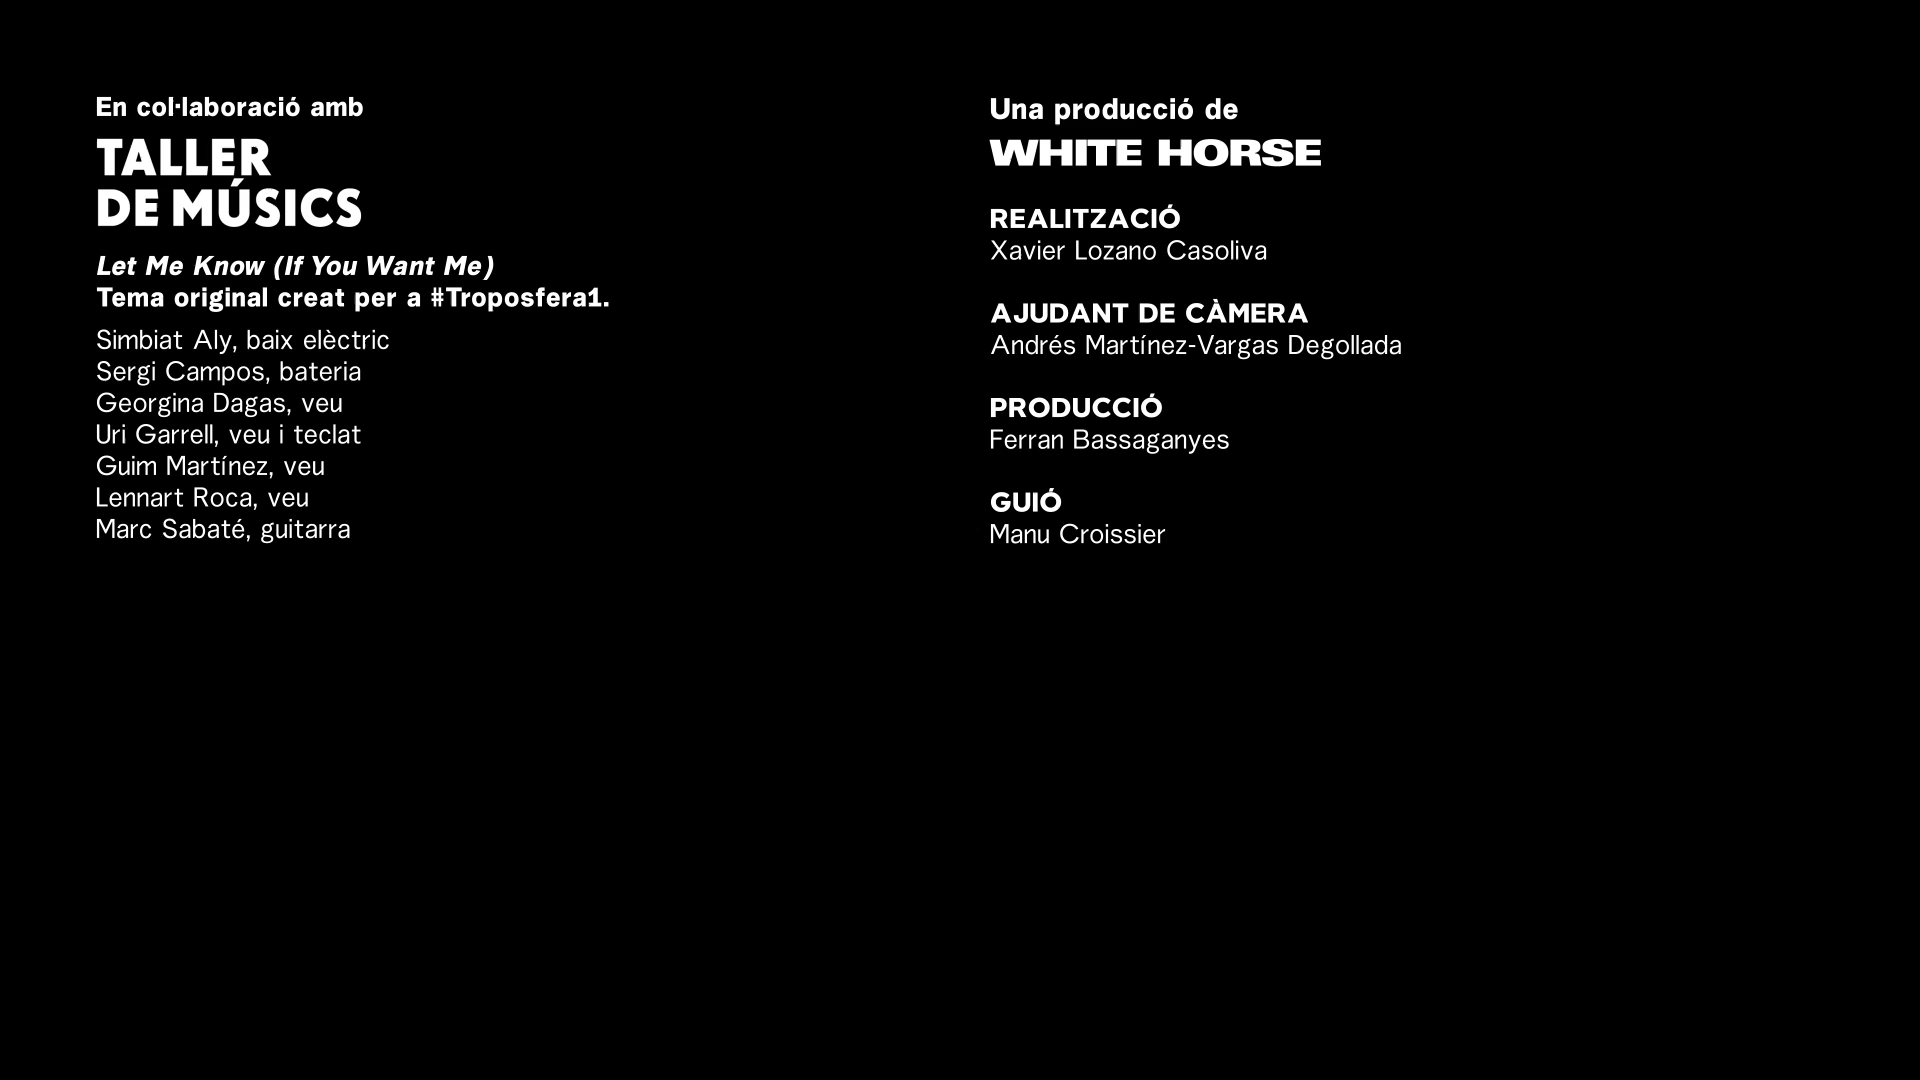 En col·laboració amb
TALLER
DE MÚSICS
Let Me Know (If You Want Me)
Tema original creat per a #Troposfera1.
Simbiat Aly, baix elèctric
Sergi Campos, bateria
Georgina Dagas, veu
Uri Garrell, veu i teclat
Guim Martínez, veu
Lennart Roca, veu
Marc Sabaté, guitarra
Una producció de
WHITE HORSE
REALITZACIÓ
Xavier Lozano Casoliva
AJUDANT DE CÀMERA
Andrés Martínez-Vargas Degollada
PRODUCCIÓ
Ferran Bassaganyes
GUIÓ
Manu Croissier